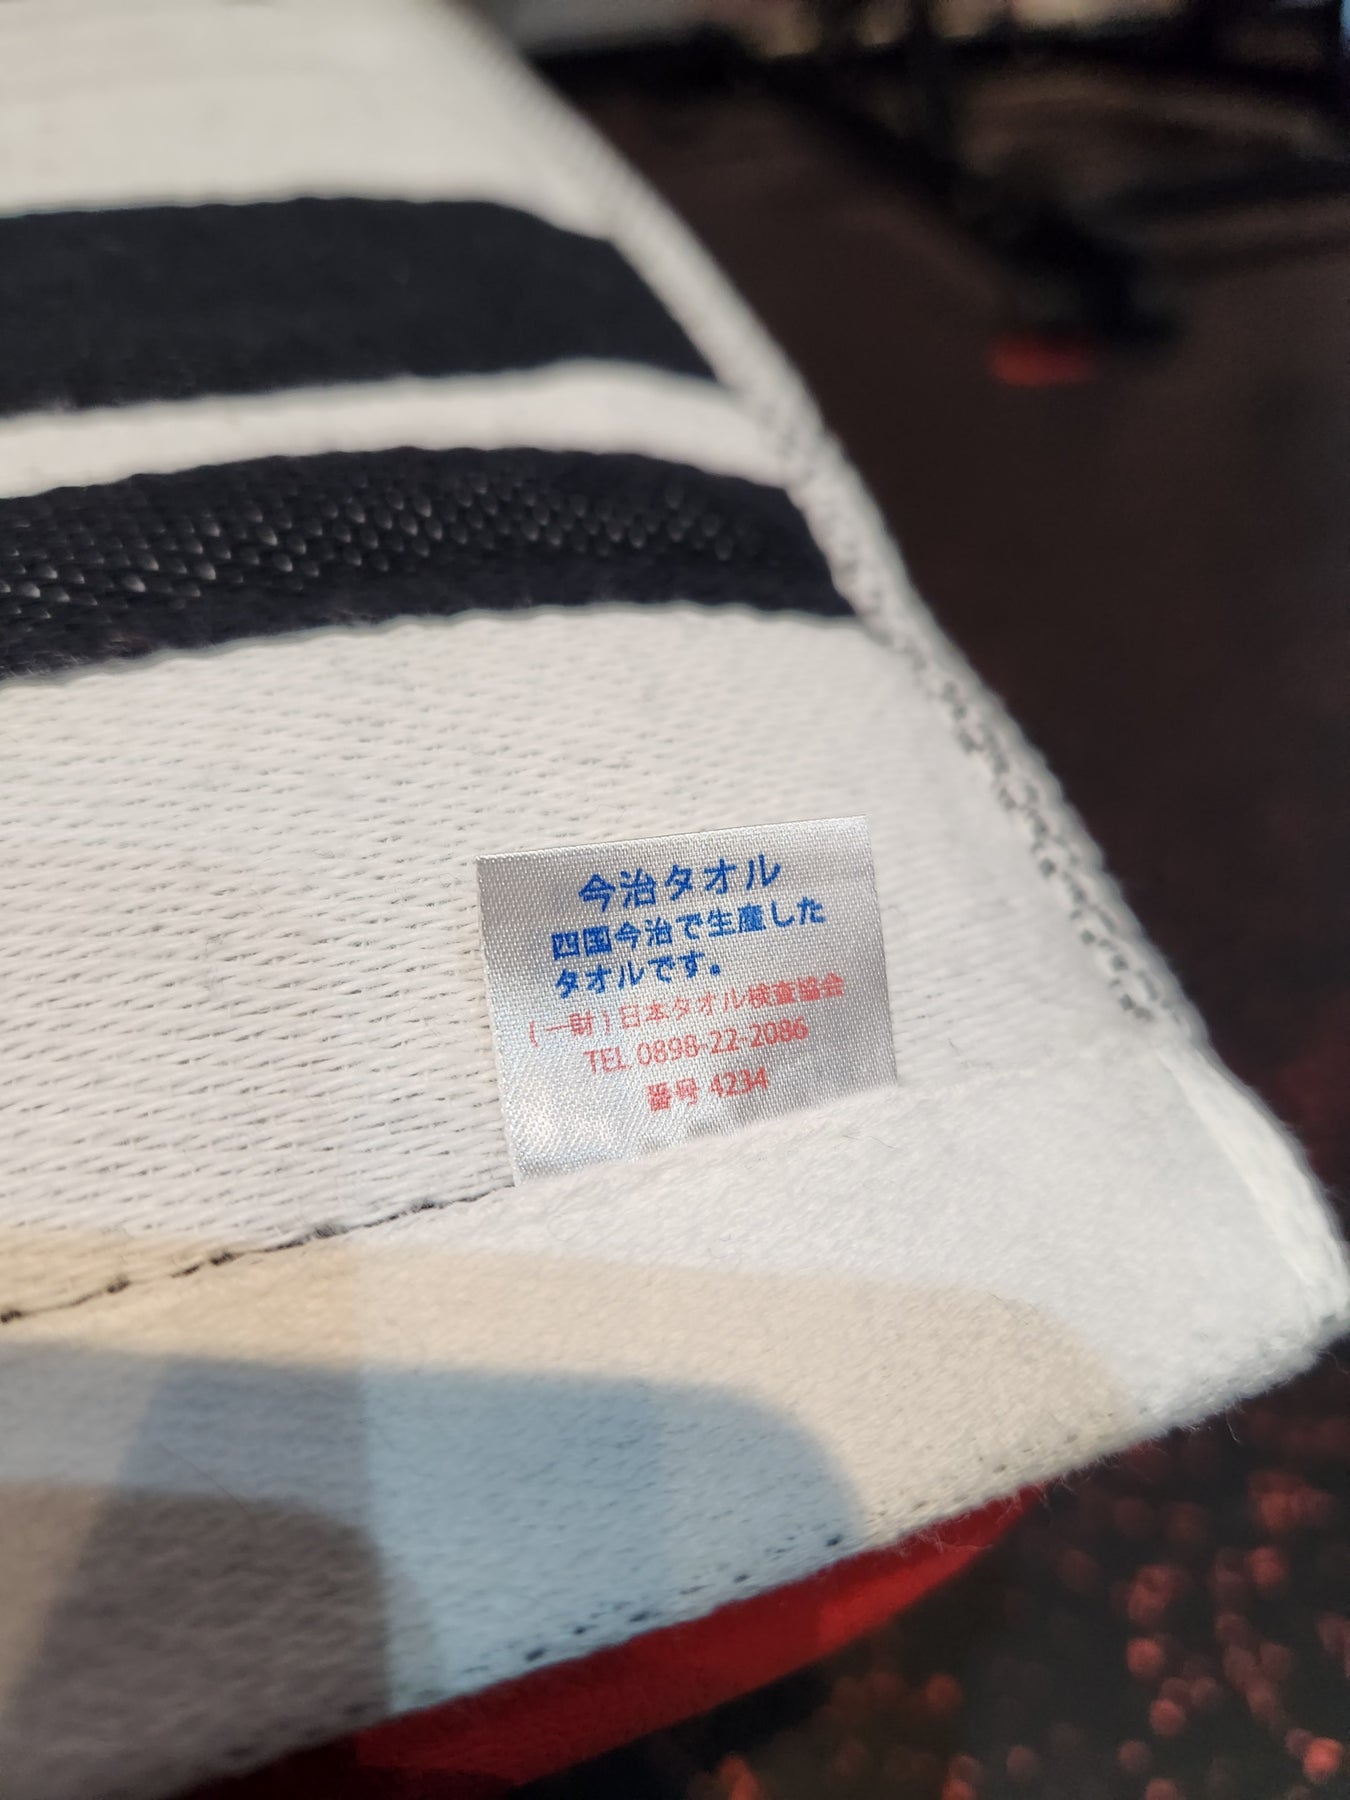 今治タオル
四国今治で生産した
タオルです。
(一財)日本タオル検査協会
TEL 0898-22-2086
番号 4234